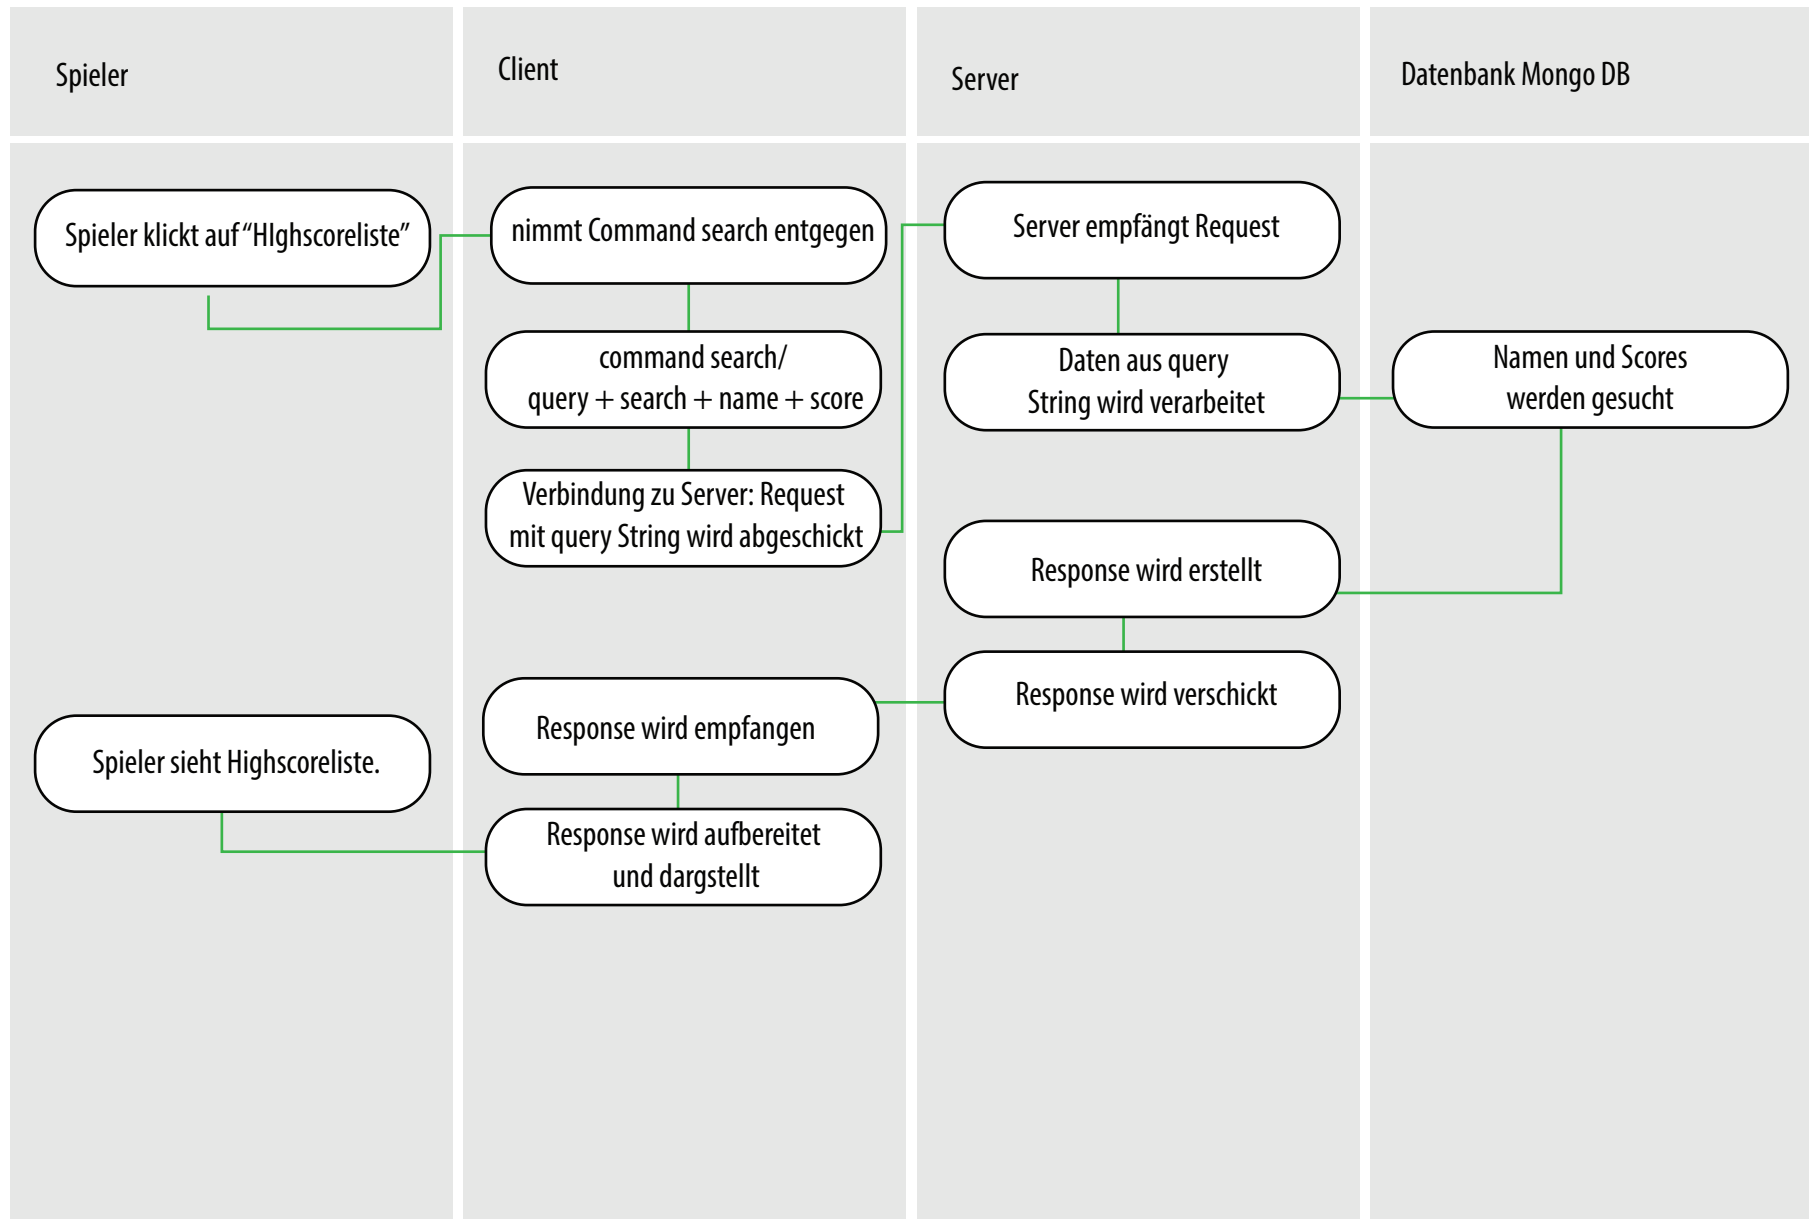 Spieler
Client
Server
Datenbank Mongo DB
Spieler klickt auf “HIghscoreliste”
nimmt Command search entgegen
command search/
query + search + name + score
Verbindung zu Server: Request
mit query String wird abgeschickt
Server empfängt Request
Daten aus query
String wird verarbeitet
Namen und Scores
werden gesucht
Response wird erstellt
Response wird verschickt
Response wird empfangen
Response wird aufbereitet
und dargstellt
Spieler sieht Highscoreliste.